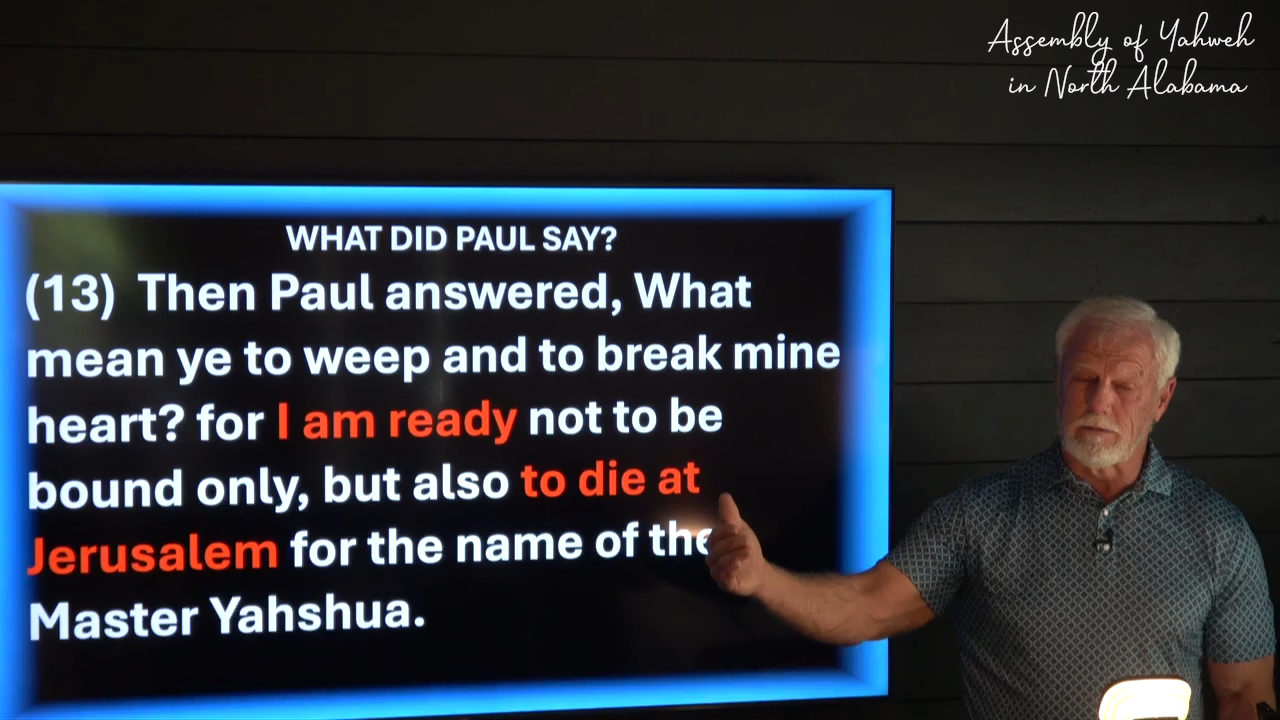 Assembly of Yahweh
in North Alabama
WHAT DID PAUL SAY?
(13) Then Paul answered, What
mean ye to weep and to break mine
heart? for I am ready not to be
bound only, but also to die at
Jerusalem for the name of the
Master Yahshua.